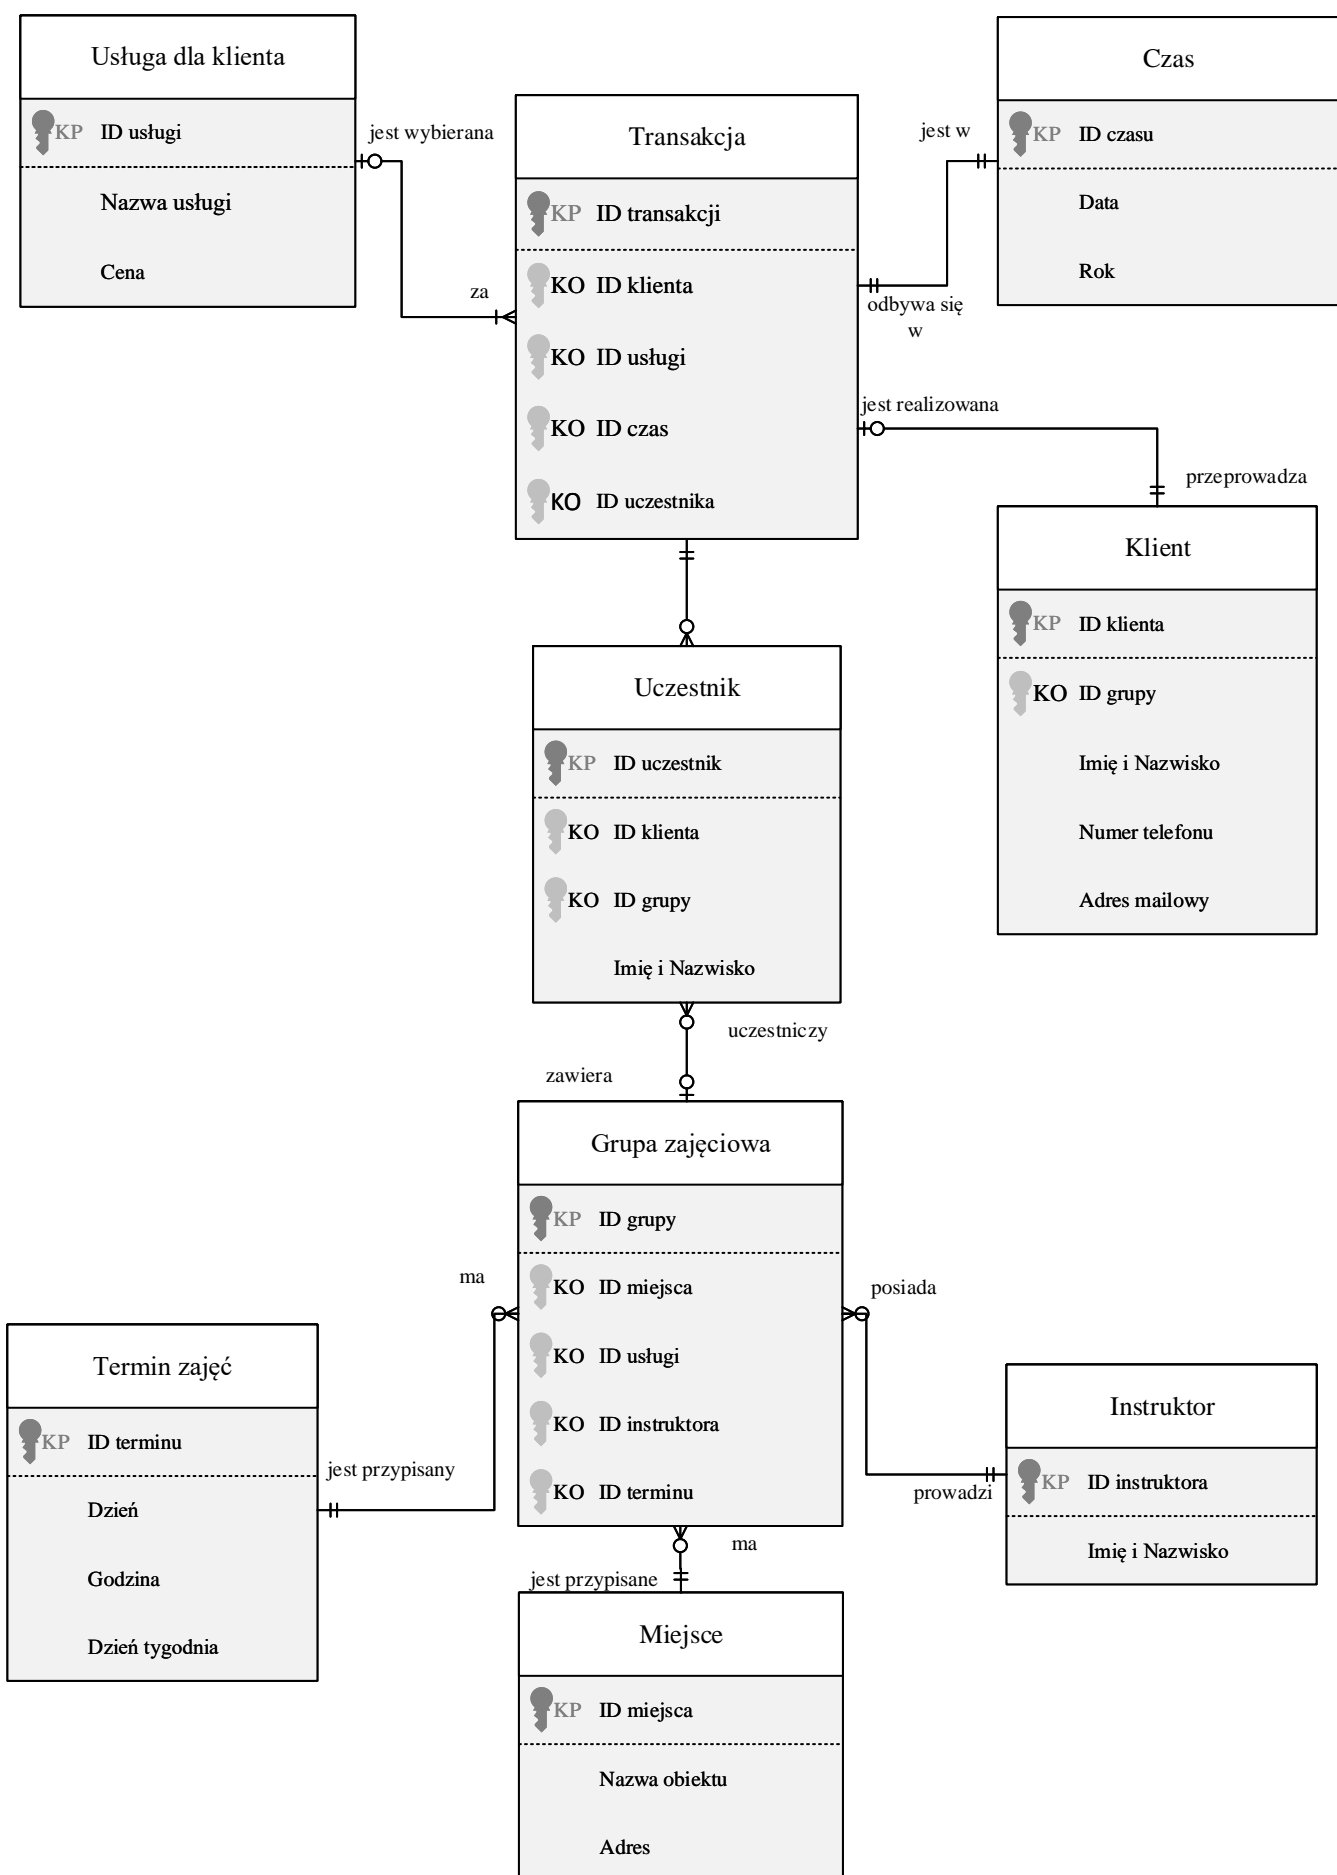 Usługa dla klienta
KP ID usługi
Nazwa usługi
Cena
jest wybierana
za
Transakcja
KP ID transakcji
KO ID klienta
KO ID usługi
KO ID czas
KO ID uczestnika
jest w
odbywa się
w
Czas
KP ID czasu
Data
Rok
jest realizowana
przeprowadza
Klient
KP ID klienta
KO ID grupy
Imię i Nazwisko
Numer telefonu
Adres mailowy
Uczestnik
KP ID uczestnik
KO ID klienta
KO ID grupy
Imię i Nazwisko
uczestniczy
zawiera
Grupa zajęciowa
KP ID grupy
KO ID miejsca
KO ID usługi
KO ID instruktora
KO ID terminu
ma
jest przypisany
Termin zajęć
KP ID terminu
Dzień
Godzina
Dzień tygodnia
posiada
prowadzi
Instruktor
KP ID instruktora
Imię i Nazwisko
ma
jest przypisane
Miejsce
KP ID miejsca
Nazwa obiektu
Adres